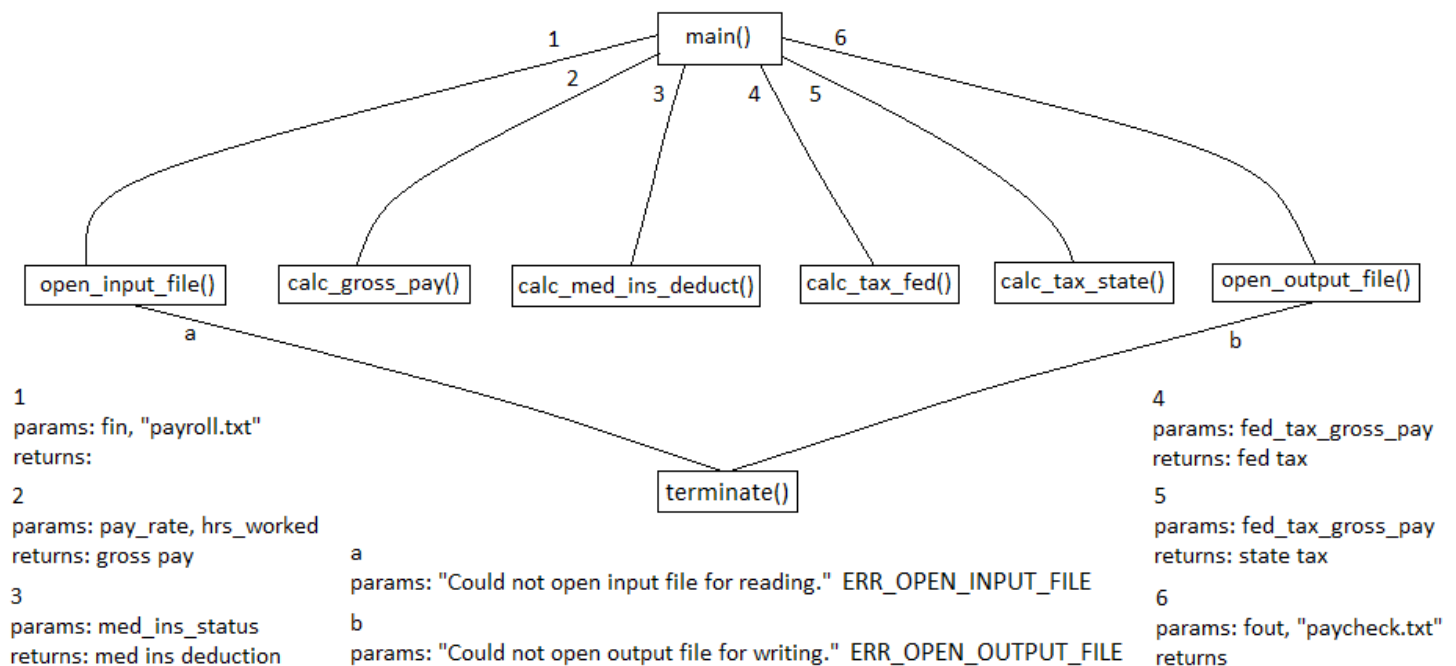 main()
1
6
2
3
4
5
open_input_file()
calc_gross_pay()
calc_med_ins_deduct()
calc_tax_fed()
calc_tax_state()
open_output_file()
a
b
1
params: fin, "payroll.txt"
returns:
2
params: pay_rate, hrs_worked
returns: gross pay
3
params: med_ins_status
returns: med ins deduction
terminate()
a
params: "Could not open input file for reading." ERR_OPEN_INPUT_FILE
b
params: "Could not open output file for writing." ERR_OPEN_OUTPUT_FILE
4
params: fed_tax_gross_pay
returns: fed tax
5
params: fed_tax_gross_pay
returns: state tax
6
params: fout, "paycheck.txt"
returns